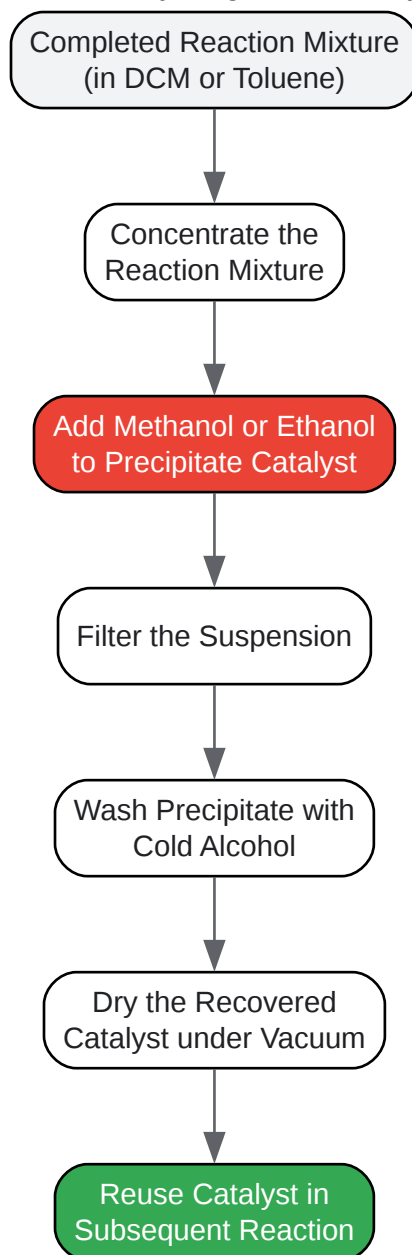 Completed Reaction Mixture
(in DCM or Toluene)
Concentrate the
Reaction Mixture
Add Methanol or Ethanol
to Precipitate Catalyst
Filter the Suspension
Wash Precipitate with
Cold Alcohol
Dry the Recovered
Catalyst under Vacuum
Reuse Catalyst in
Subsequent Reaction